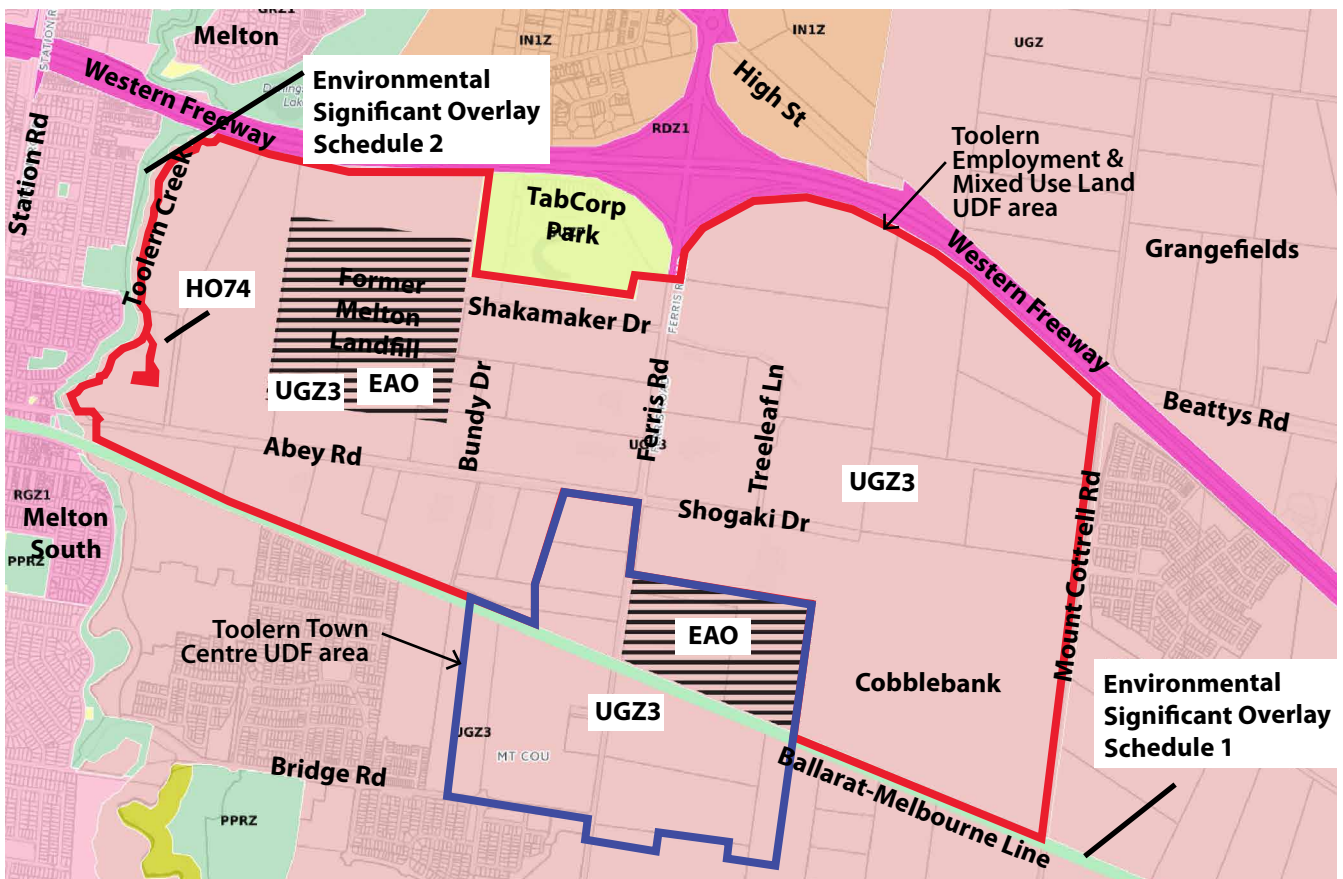 GRZ1
Melton
IN1Z
IN1Z
UGZ
STATION R
Western Freeway
Environmental
Significant Overlay
Schedule 2
High St
RDZ1
Toolern
Employment &
Mixed Use Land
UDF area
Station Rd
Toolern Creek
TabCorp
Park
Western Freeway
Grangefields
HO74
Former
Melton
Landfill
Shakamaker Dr
FERRIS R
UGZ3
EAO
Bundy Dr
Ferris Rd
Treeleaf Ln
Beattys Rd
Abey Rd
UGZ3
RGZ1
Melton
South
PPRZ
Shogaki Dr
Mount Cottrell Rd
Toolern Town
Centre UDF area
EAO
Cobblebank
UGZ3
UGZ3
MT COU
Environmental
Significant Overlay
Schedule 1
Bridge Rd
Ballarat-Melbourne Line
PPRZ